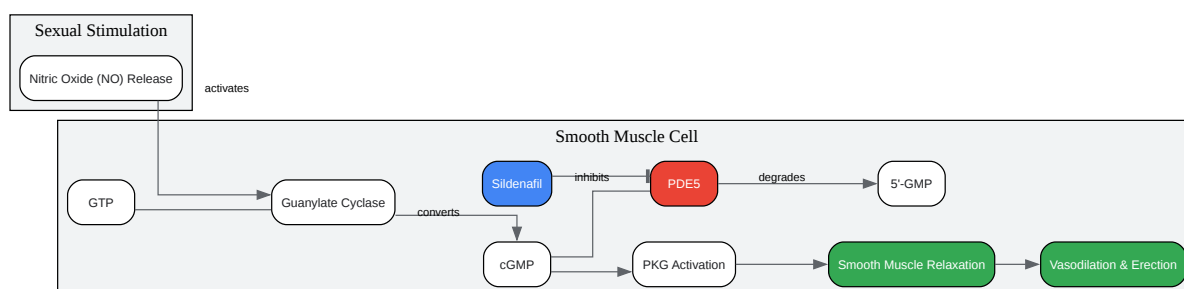 Sexual Stimulation
Nitric Oxide (NO) Release
activates
Smooth Muscle Cell
Sildenafil
inhibits
PDE5
degrades
5'-GMP
GTP
Guanylate Cyclase
converts
cGMP
PKG Activation
Smooth Muscle Relaxation
Vasodilation & Erection